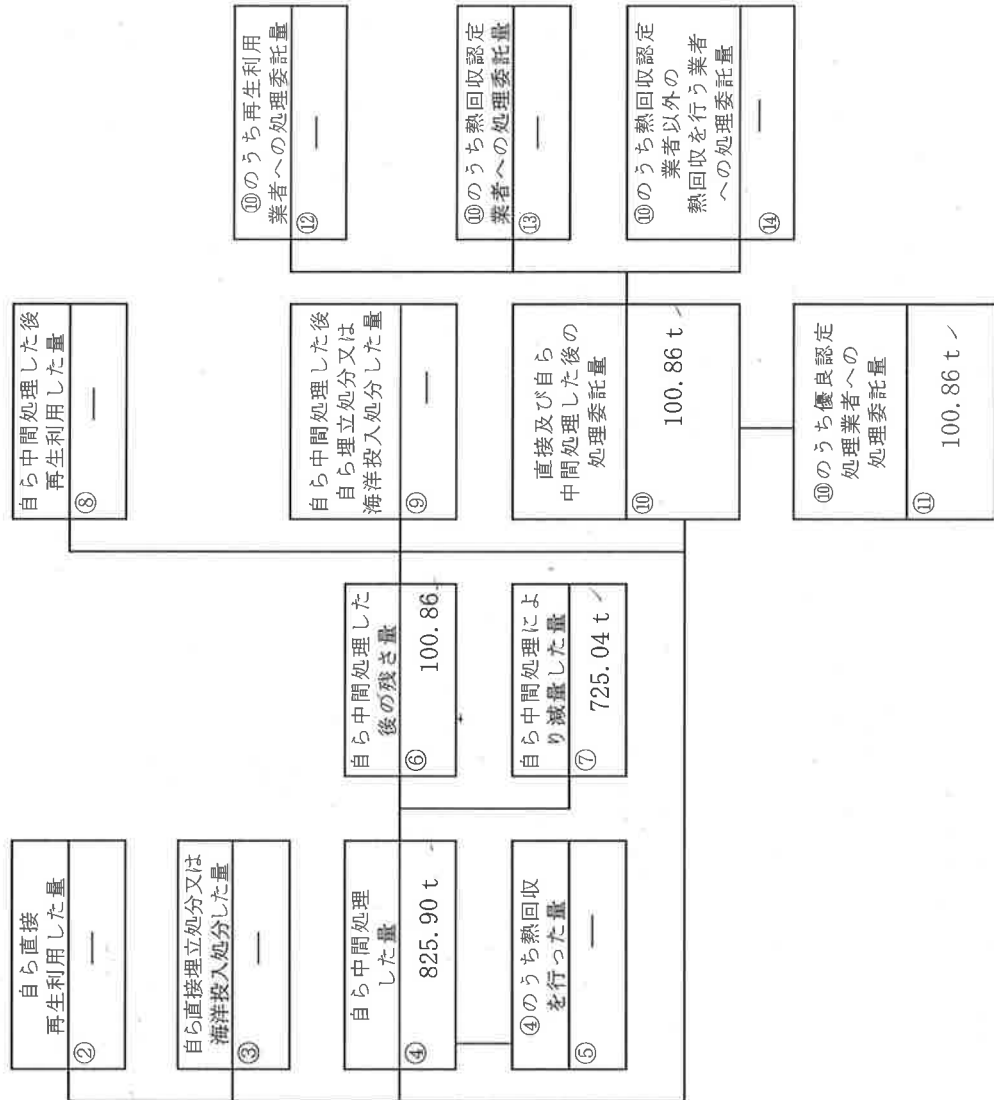 自ら直接
再生利用した量
②
—
自ら直接埋立処分又は
海洋投入処分した量
③
—
自ら中間処理
した量
④
825.90 t
④のうち熱回収
を行った量
⑤
—
自ら中間処理した
後の残さ量
⑥
100.86
自ら中間処理によ
り減量した量
⑦
725.04 t
自ら中間処理した後
再生利用した量
⑧
—
自ら中間処理した後
自ら埋立処分又は
海洋投入処分した量
⑨
—
直接及び自ら
中間処理した後の
処理委託量
⑩
100.86 t
⑩のうち優良認定
処理業者への
処理委託量
⑪
100.86 t
⑩のうち再生利用
業者への処理委託量
⑫
—
⑩のうち熱回収認定
業者への処理委託量
⑬
—
⑩のうち熱回収認定
業者以外の
熱回収を行う業者
への処理委託量
⑭
—